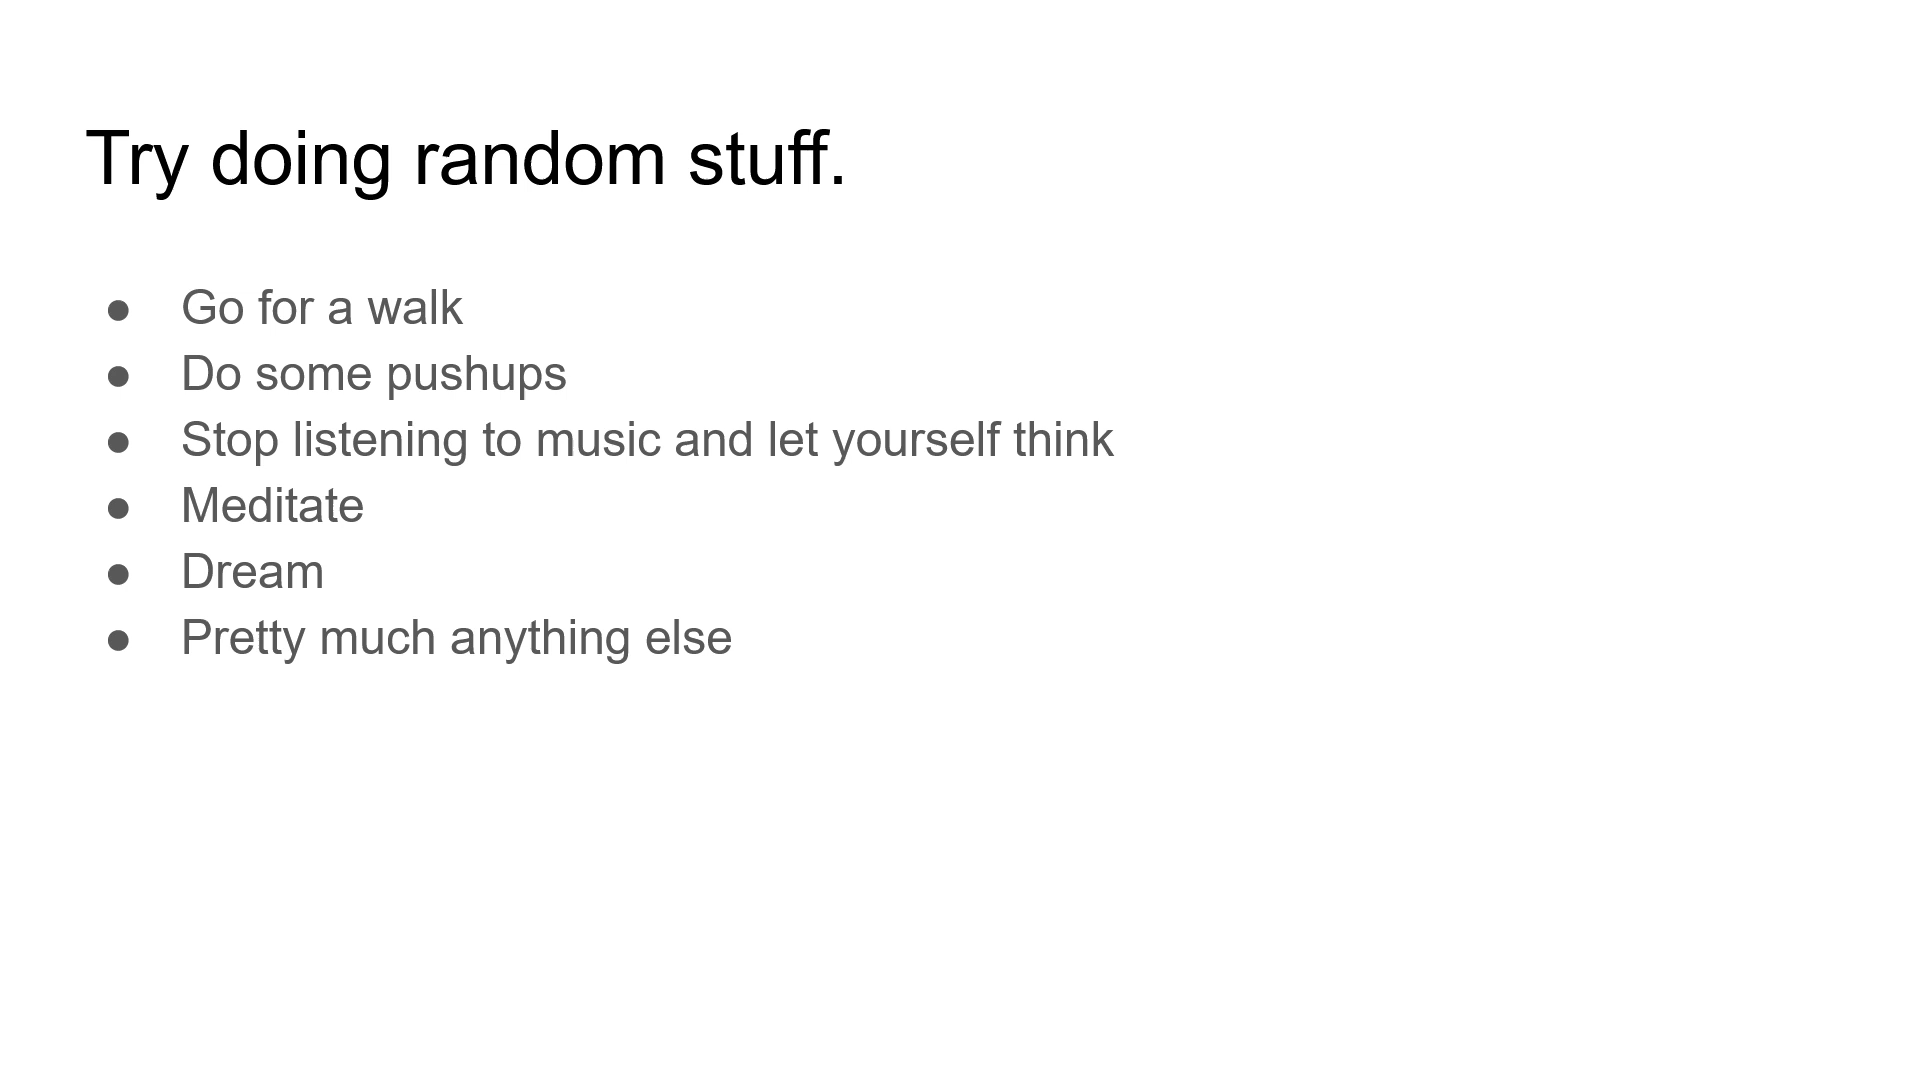 Try doing random stuff.
● Go for a walk
● Do some pushups
● Stop listening to music and let yourself think
● Meditate
● Dream
● Pretty much anything else